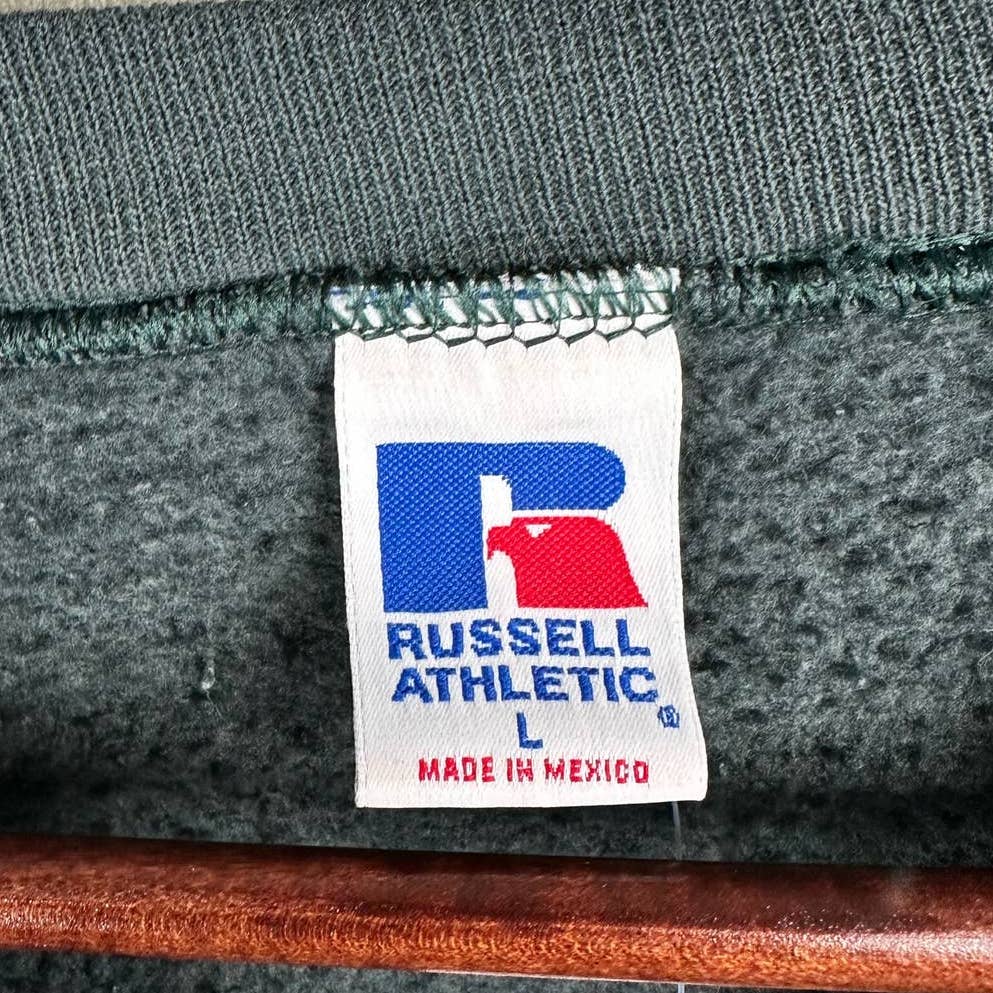 R
RUSSELL
ATHLETIC
®
L
MADE IN MEXICO